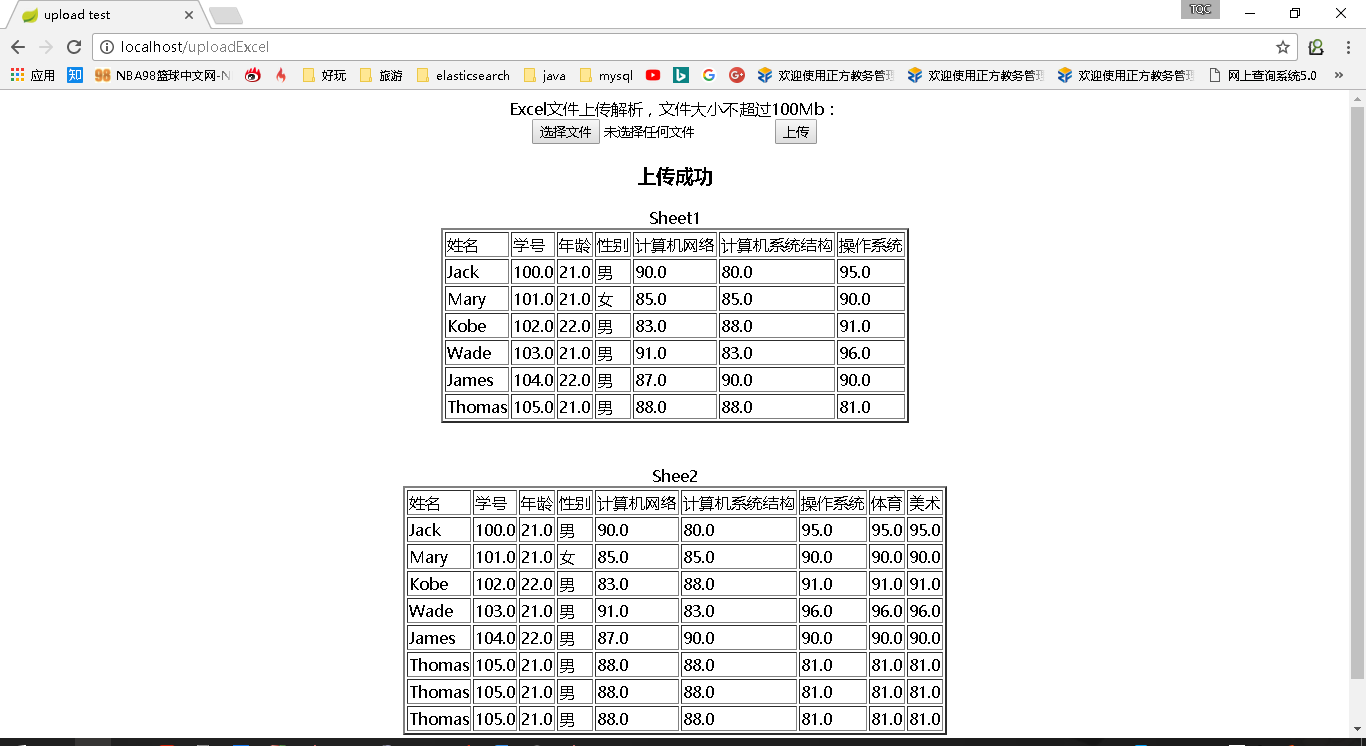 upload test
TQC
localhost/uploadExcel
应用 知 98 NBA98篮球中文网-N 好玩 旅游 elasticsearch java mysql 欢迎使用正方教务管 欢迎使用正方教务管 欢迎使用正方教务管 网上查询系统5.0 »
Excel文件上传解析，文件大小不超过100Mb：
选择文件 未选择任何文件 上传
上传成功
Sheet1
姓名 学号 年龄 性别 计算机网络 计算机系统结构 操作系统
Jack 100.0 21.0 男 90.0 80.0 95.0
Mary 101.0 21.0 女 85.0 85.0 90.0
Kobe 102.0 22.0 男 83.0 88.0 91.0
Wade 103.0 21.0 男 91.0 83.0 96.0
James 104.0 22.0 男 87.0 90.0 90.0
Thomas 105.0 21.0 男 88.0 88.0 81.0
Shee2
姓名 学号 年龄 性别 计算机网络 计算机系统结构 操作系统 体育 美术
Jack 100.0 21.0 男 90.0 80.0 95.0 95.0 95.0
Mary 101.0 21.0 女 85.0 85.0 90.0 90.0 90.0
Kobe 102.0 22.0 男 83.0 88.0 91.0 91.0 91.0
Wade 103.0 21.0 男 91.0 83.0 96.0 96.0 96.0
James 104.0 22.0 男 87.0 90.0 90.0 90.0 90.0
Thomas 105.0 21.0 男 88.0 88.0 81.0 81.0 81.0
Thomas 105.0 21.0 男 88.0 88.0 81.0 81.0 81.0
Thomas 105.0 21.0 男 88.0 88.0 81.0 81.0 81.0